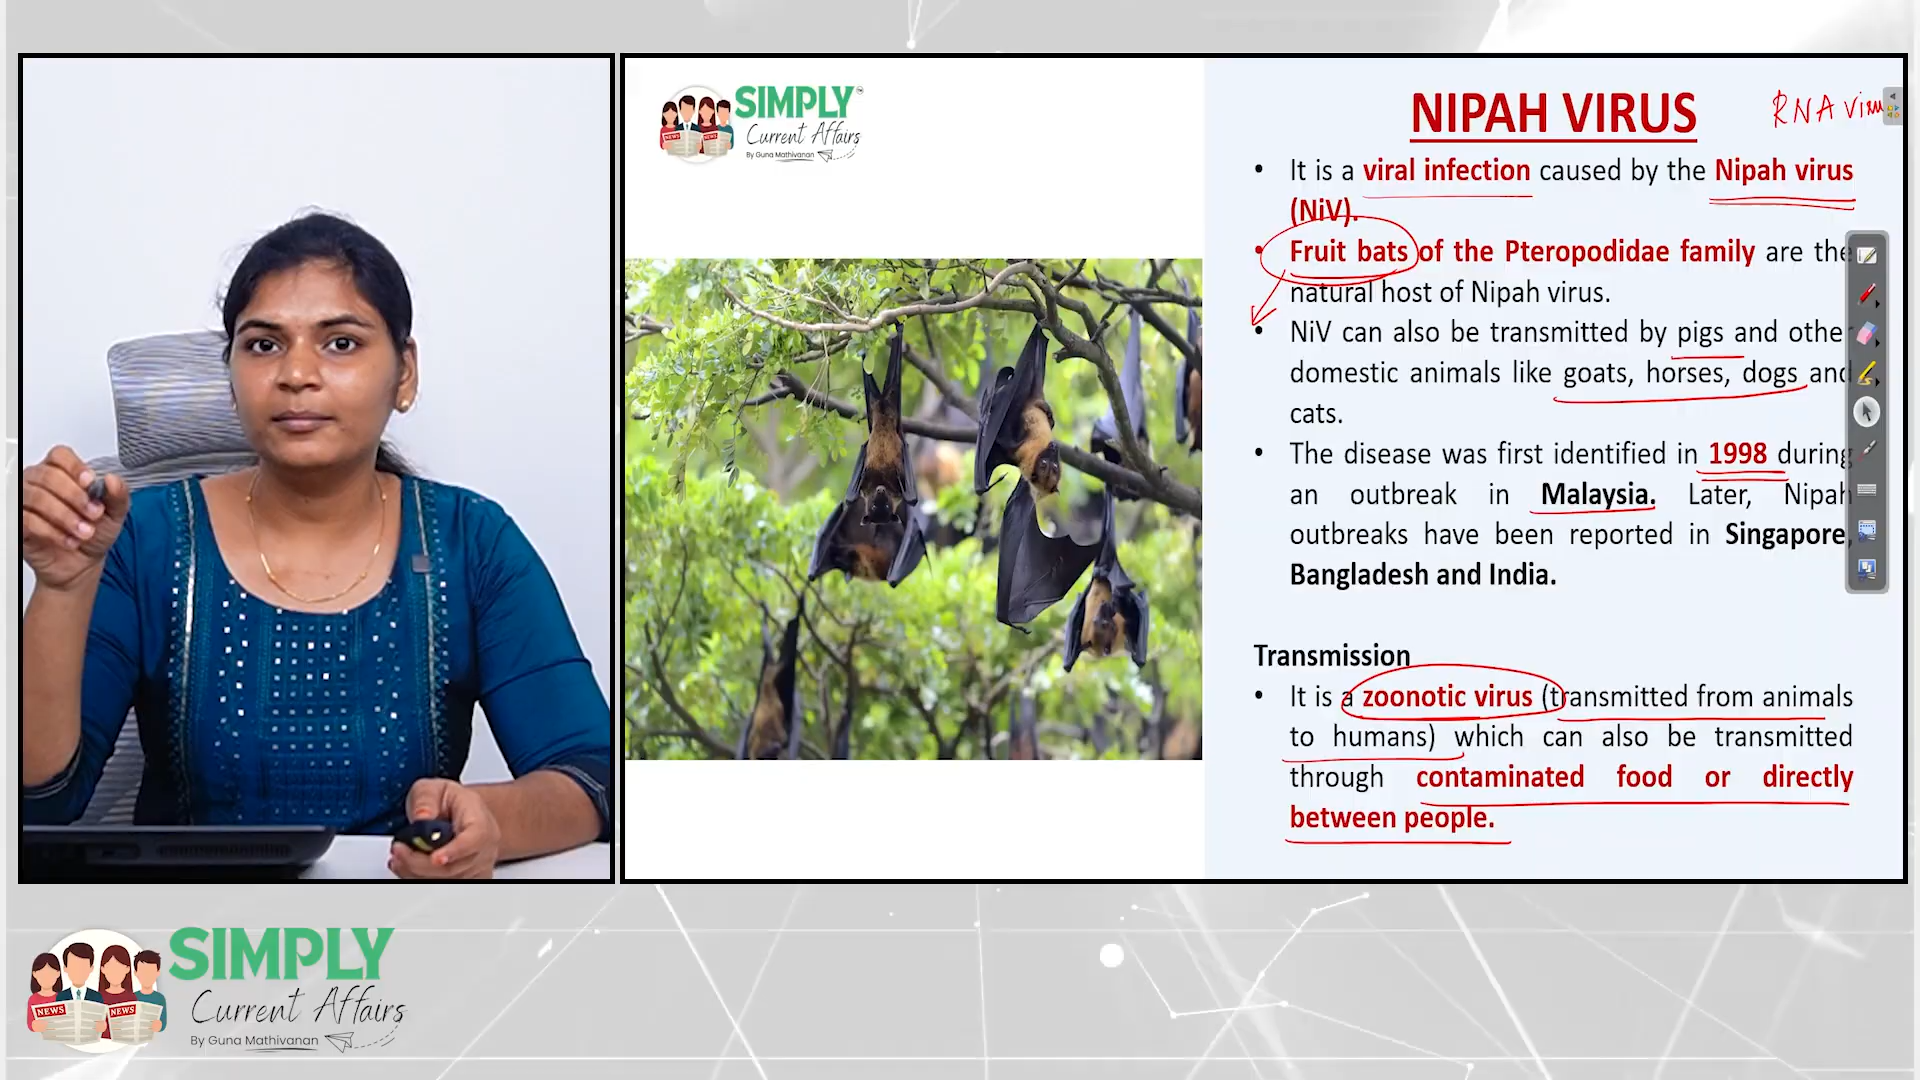 SIMPLY
Current Affairs
By Guna Mathivanan
NEWS
NEWS
NIPAH VIRUS
RNA
• It is a viral infection caused by the Nipah virus
(NiV).
• Fruit bats of the Pteropodidae family are the
natural host of Nipah virus.
• NiV can also be transmitted by pigs and other
domestic animals like goats, horses, dogs and
cats.
• The disease was first identified in 1998 during
an outbreak in Malaysia. Later, Nipah
outbreaks have been reported in Singapore,
Bangladesh and India.
Transmission
• It is a zoonotic virus (transmitted from animals
to humans) which can also be transmitted
through contaminated food or directly
between people.
SIMPLY
Current Affairs
By Guna Mathivanan
NEWS
NEWS